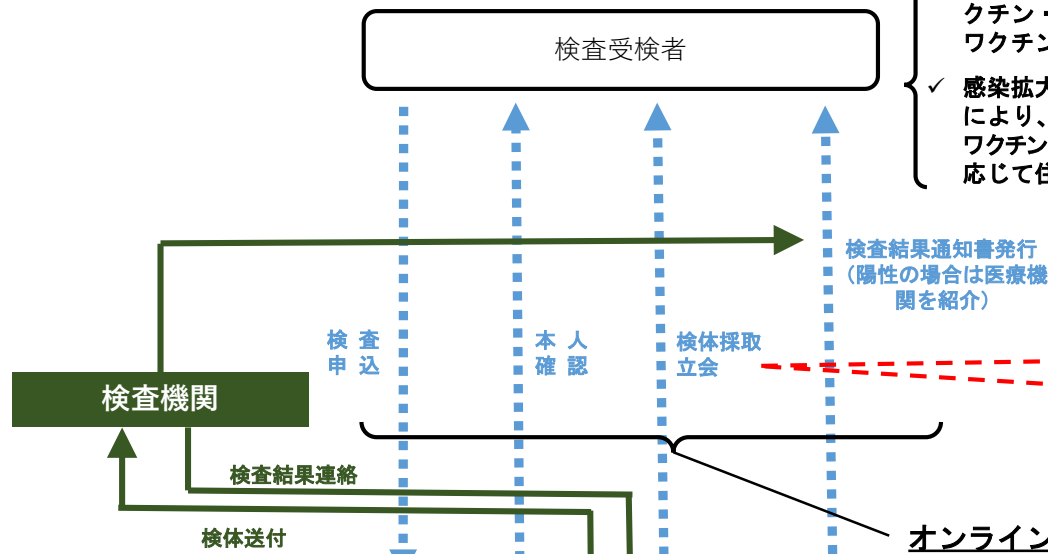 検査受検者
クチン・
ワクチン
✓ 感染拡大
により、
ワクチン
応じて住
検査結果通知書発行
(陽性の場合は医療機
関を紹介)
検 査
申 込
本 人
確 認
検体採取
立会
検査機関
検査結果連絡
検体送付
オンライン